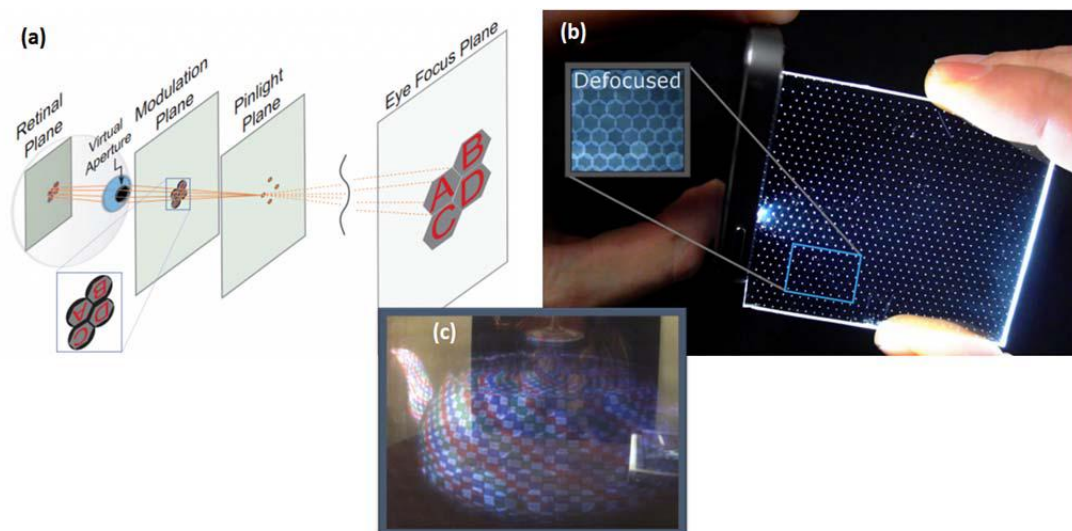 (a)
Retinal
Plane
Virtual
Aperture
Modulation
Plane
Pinlight
Plane
Eye Focus Plane
B
A
D
C
B
D
A
C
(b)
Defocused
(c)